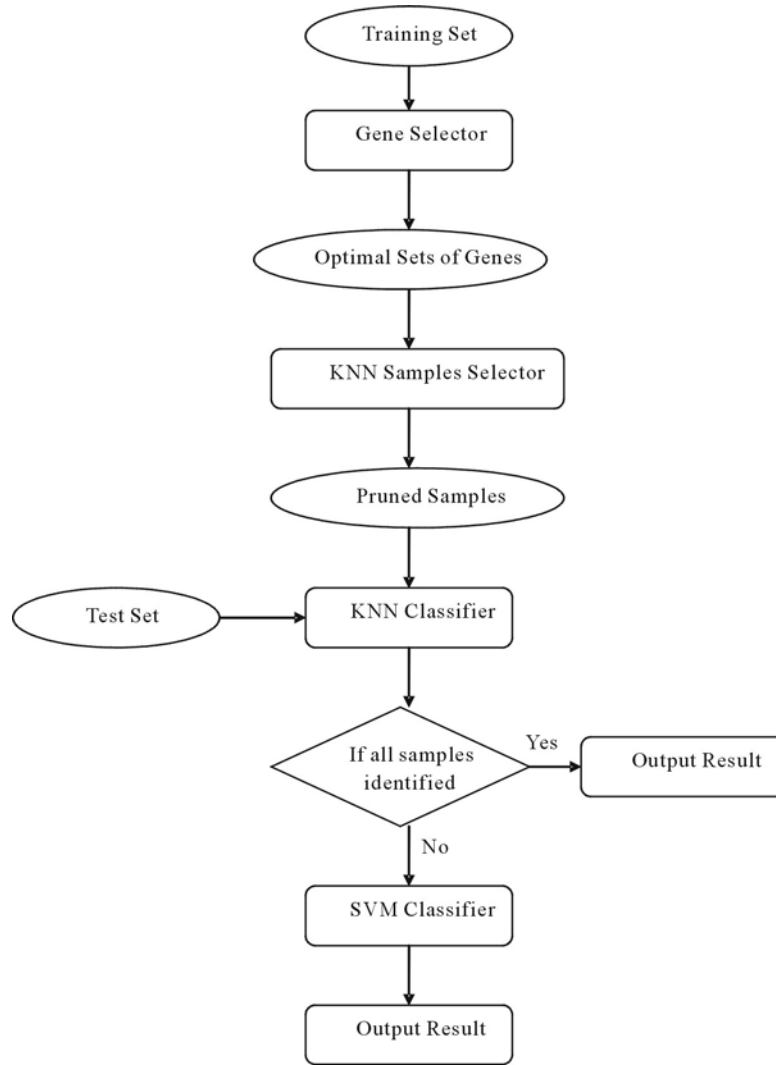 Training Set
Gene Selector
Optimal Sets of Genes
KNN Samples Selector
Pruned Samples
Test Set
KNN Classifier
If all samples
identified
Yes
Output Result
No
SVM Classifier
Output Result